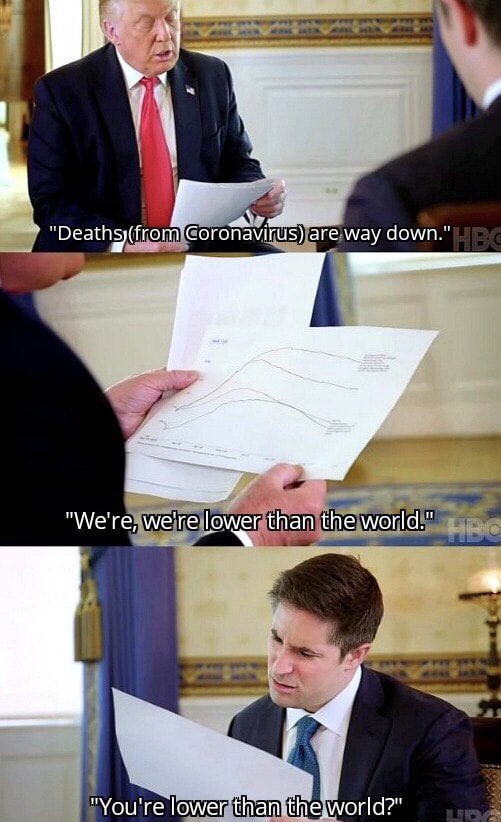 "Deaths (from Coronavirus) are way down."
HBO
"We're, we're lower than the world."
HBO
"You're lower than the world?"
HBO